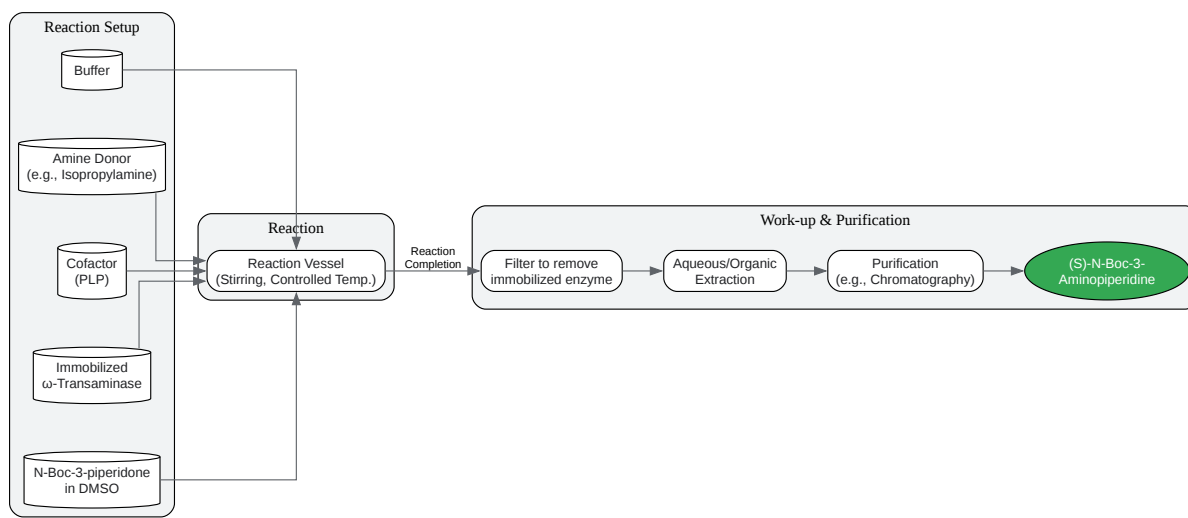 Reaction Setup
Buffer
Amine Donor
(e.g., Isopropylamine)
Cofactor
(PLP)
Immobilized
ω-Transaminase
N-Boc-3-piperidone
in DMSO
Reaction
Reaction Vessel
(Stirring, Controlled Temp.)
Reaction
Completion
Work-up & Purification
Filter to remove
immobilized enzyme
Aqueous/Organic
Extraction
Purification
(e.g., Chromatography)
(S)-N-Boc-3-
Aminopiperidine